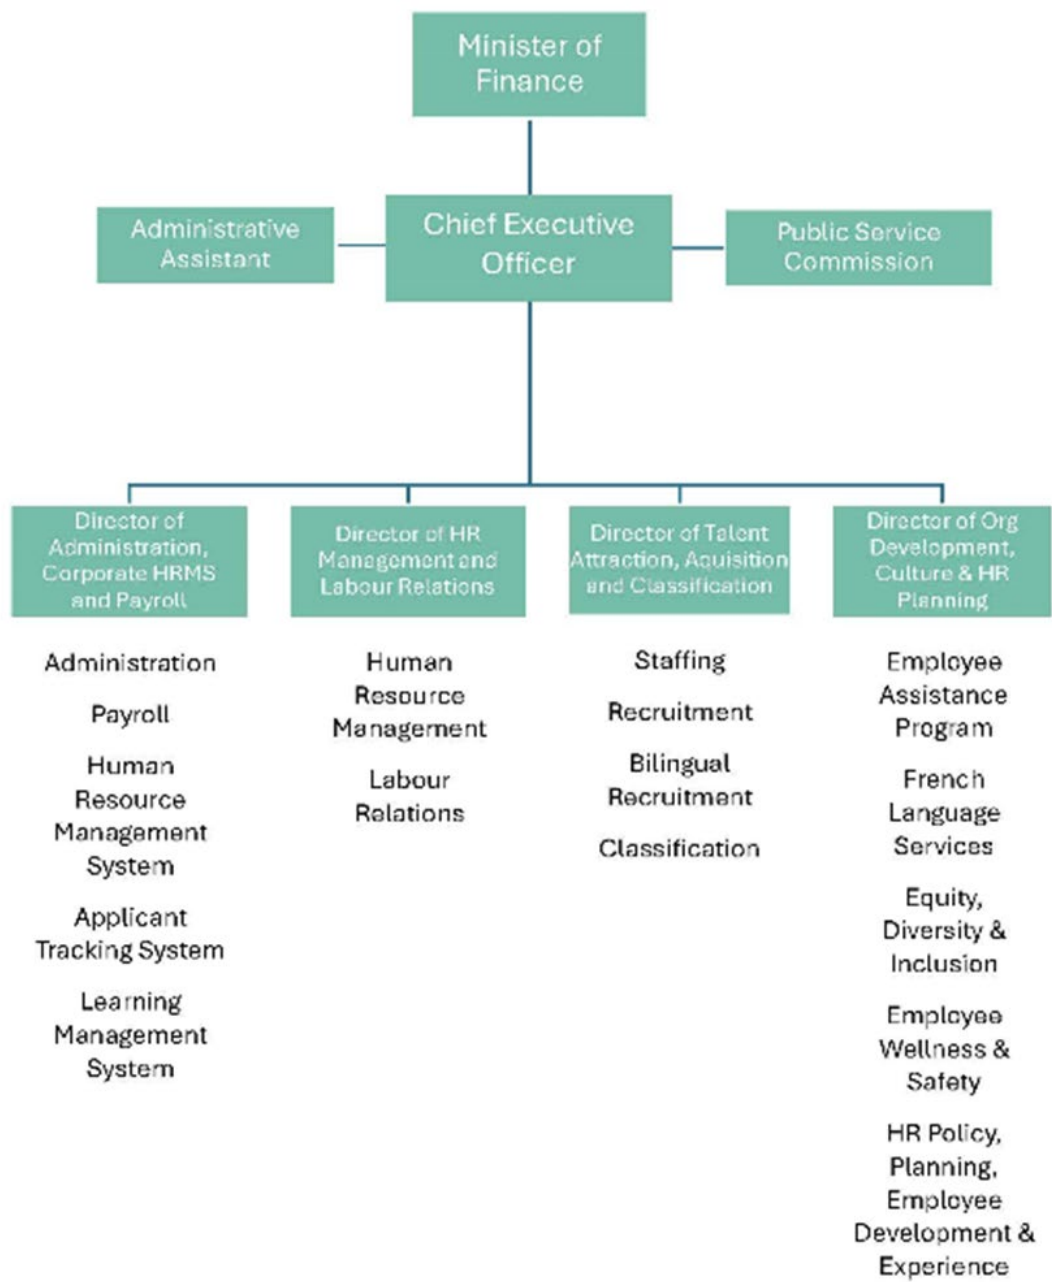 Minister of
Finance
Administrative
Assistant
Chief Executive
Officer
Public Service
Commission
Director of
Administration,
Corporate HRMS
and Payroll
Director of HR
Management and
Labour Relations
Director of Talent
Attraction, Aquisition
and Classification
Director of Org
Development,
Culture & HR
Planning
Administration
Payroll
Human
Resource
Management
System
Applicant
Tracking System
Learning
Management
System
Human
Resource
Management
Labour
Relations
Staffing
Recruitment
Bilingual
Recruitment
Classification
Employee
Assistance
Program
French
Language
Services
Equity,
Diversity &
Inclusion
Employee
Wellness &
Safety
HR Policy,
Planning,
Employee
Development &
Experience